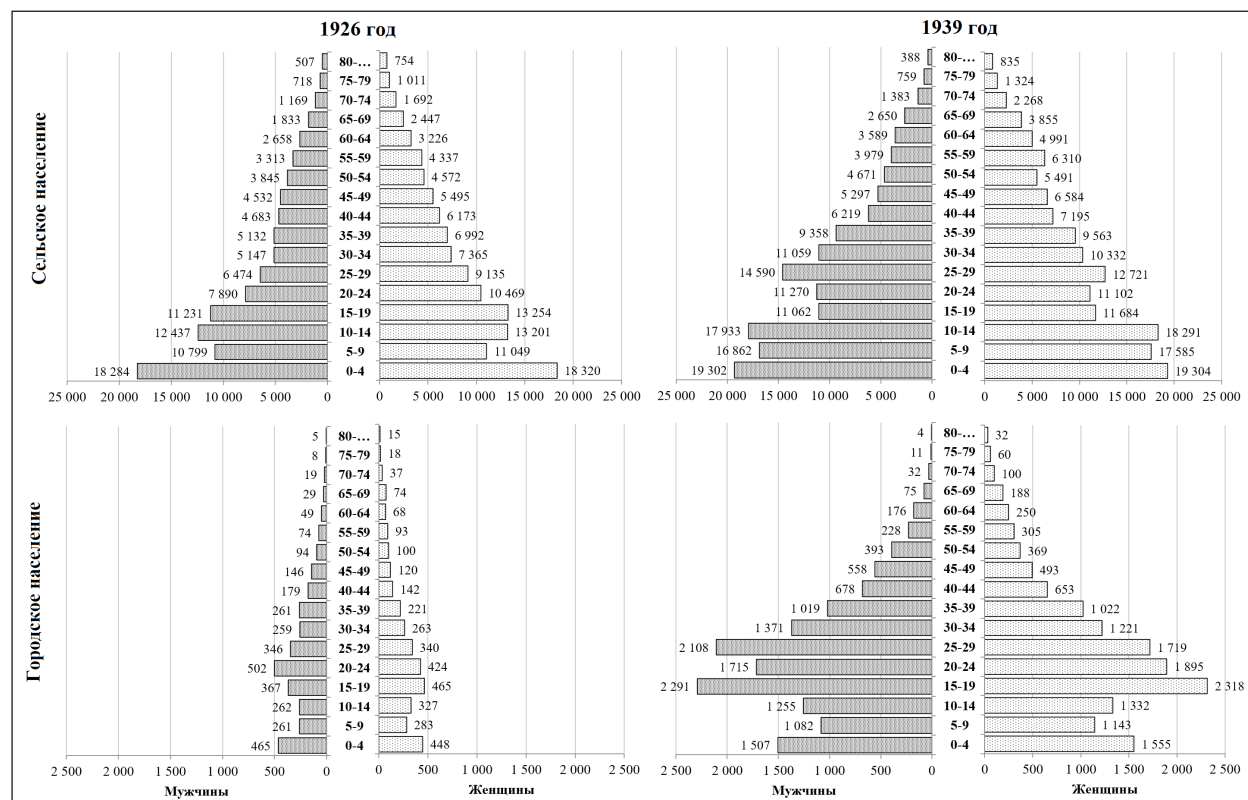 1926 год
1939 год
Сельское население
507 80-… 754
718 75-79 1 011
1 169 70-74 1 692
1 833 65-69 2 447
2 658 60-64 3 226
3 313 55-59 4 337
3 845 50-54 4 572
4 532 45-49 5 495
4 683 40-44 6 173
5 132 35-39 6 992
5 147 30-34 7 365
6 474 25-29 9 135
7 890 20-24 10 469
11 231 15-19 13 254
12 437 10-14 13 201
10 799 5-9 11 049
18 284 0-4 18 320
25 000 20 000 15 000 10 000 5 000 0 0 5 000 10 000 15 000 20 000 25 000
388 80-… 835
759 75-79 1 324
1 383 70-74 2 268
2 650 65-69 3 855
3 589 60-64 4 991
3 979 55-59 6 310
4 671 50-54 5 491
5 297 45-49 6 584
6 219 40-44 7 195
9 358 35-39 9 563
11 059 30-34 10 332
14 590 25-29 12 721
11 270 20-24 11 102
11 062 15-19 11 684
17 933 10-14 18 291
16 862 5-9 17 585
19 302 0-4 19 304
25 000 20 000 15 000 10 000 5 000 0 0 5 000 10 000 15 000 20 000 25 000
Городское население
5 80-… 15
8 75-79 18
19 70-74 37
29 65-69 74
49 60-64 68
74 55-59 93
94 50-54 100
146 45-49 120
179 40-44 142
261 35-39 221
259 30-34 263
346 25-29 340
502 20-24 424
367 15-19 465
262 10-14 327
261 5-9 283
465 0-4 448
2 500 2 000 1 500 1 000 500 0 0 500 1 000 1 500 2 000 2 500
Мужчины Женщины
4 80-… 32
11 75-79 60
32 70-74 100
75 65-69 188
176 60-64 250
228 55-59 305
393 50-54 369
558 45-49 493
678 40-44 653
1 019 35-39 1 022
1 371 30-34 1 221
2 108 25-29 1 719
1 715 20-24 1 895
2 291 15-19 2 318
1 255 10-14 1 332
1 082 5-9 1 143
1 507 0-4 1 555
2 500 2 000 1 500 1 000 500 0 0 500 1 000 1 500 2 000 2 500
Мужчины Женщины